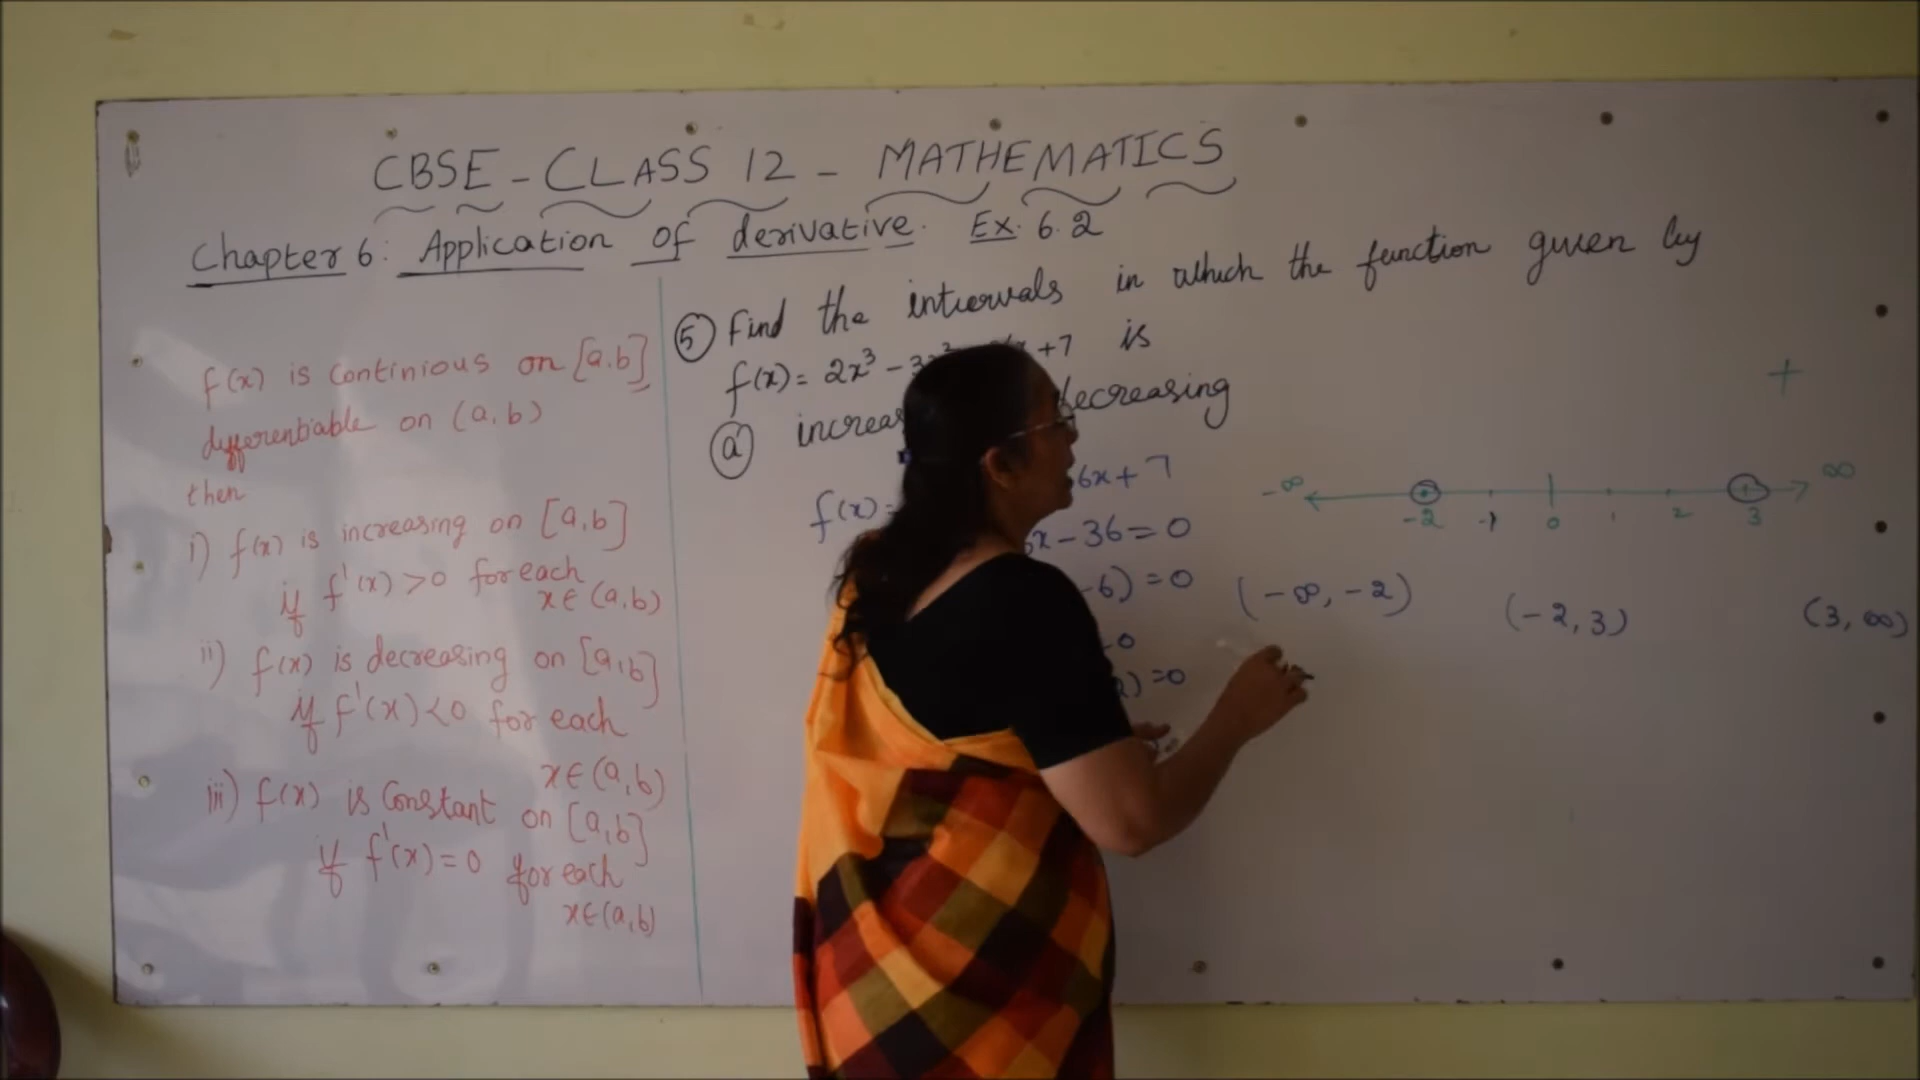 CBSE - CLASS 12 - MATHEMATICS
Chapter 6: Application of derivative. Ex. 6.2
f(x) is continious on [a,b]
differentiable on (a,b)
then
i) f(x) is increasing on [a,b]
if f'(x) >0 for each
x∈(a,b)
ii) f(x) is decreasing on [a,b]
if f'(x) <0 for each
x∈(a,b)
iii) f(x) is constant on [a,b]
if f'(x) = 0 for each
x∈(a,b)
⑤ Find the intervals in which the function given by
f(x) = 2x³ - 3 +7 is
ⓐ decreasing
f(x) = 6x+7
x-36=0
-6)=0
)=0
+
-∞ -2 -1 0 1 2 3 ∞
(-∞, -2) (-2, 3) (3, ∞)